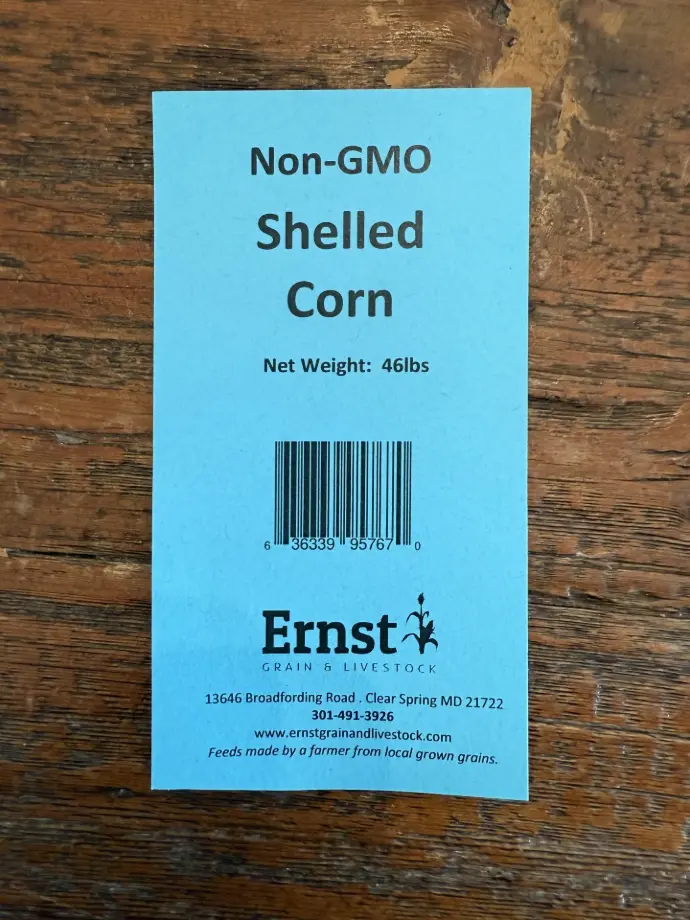 Non-GMO
Shelled
Corn
Net Weight:  46lbs
6 36339 95767 0
Ernst
GRAIN & LIVESTOCK
13646 Broadfording Road . Clear Spring MD 21722
301-491-3926
www.ernstgrainandlivestock.com
Feeds made by a farmer from local grown grains.